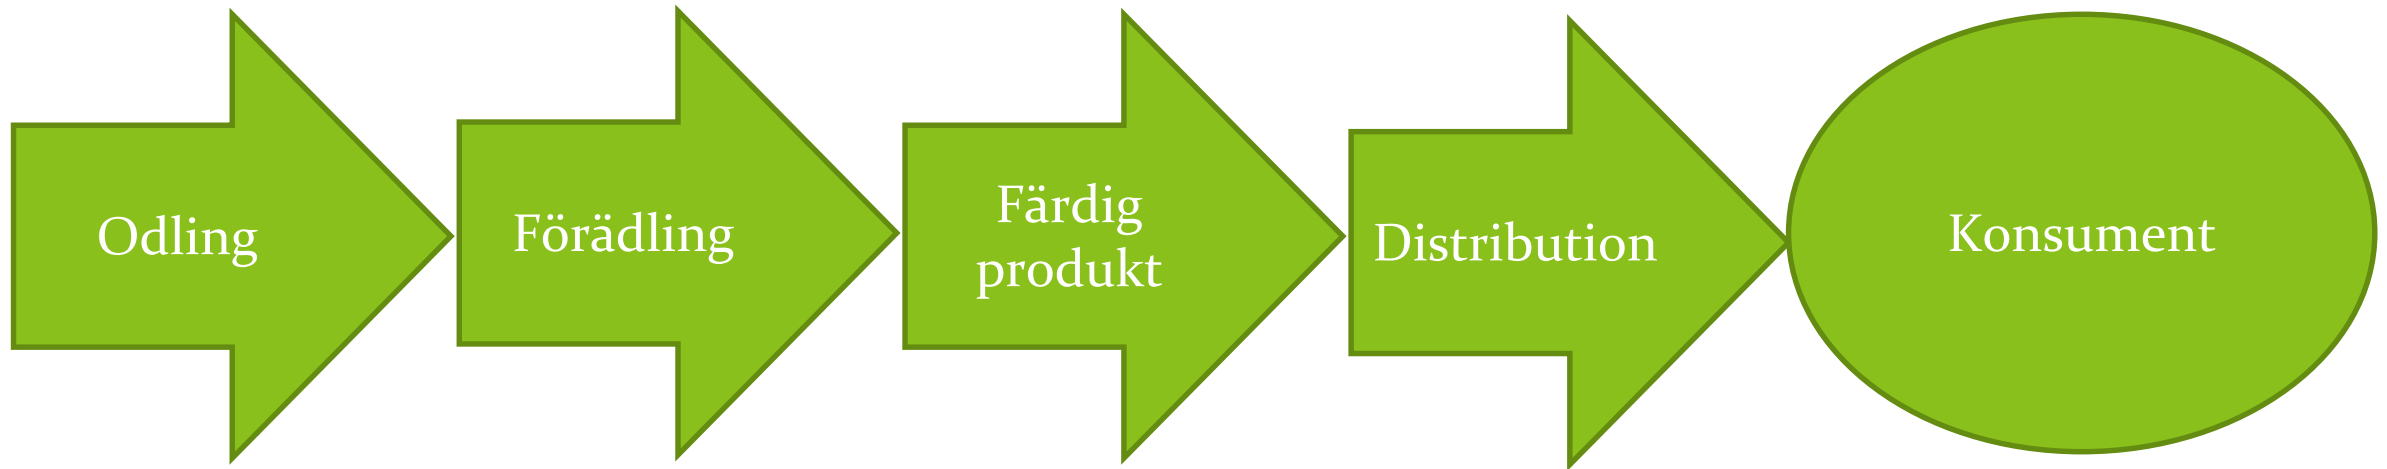 Odling
Förädling
Färdig
produkt
Distribution
Konsument